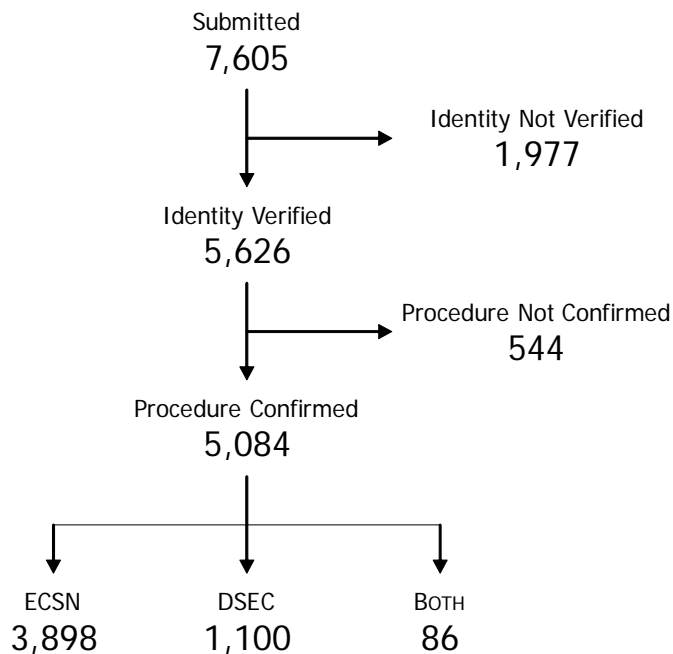 Submitted
7,605
Identity Not Verified
1,977
Identity Verified
5,626
Procedure Not Confirmed
544
Procedure Confirmed
5,084
ECSN
3,898
DSEC
1,100
BOTH
86